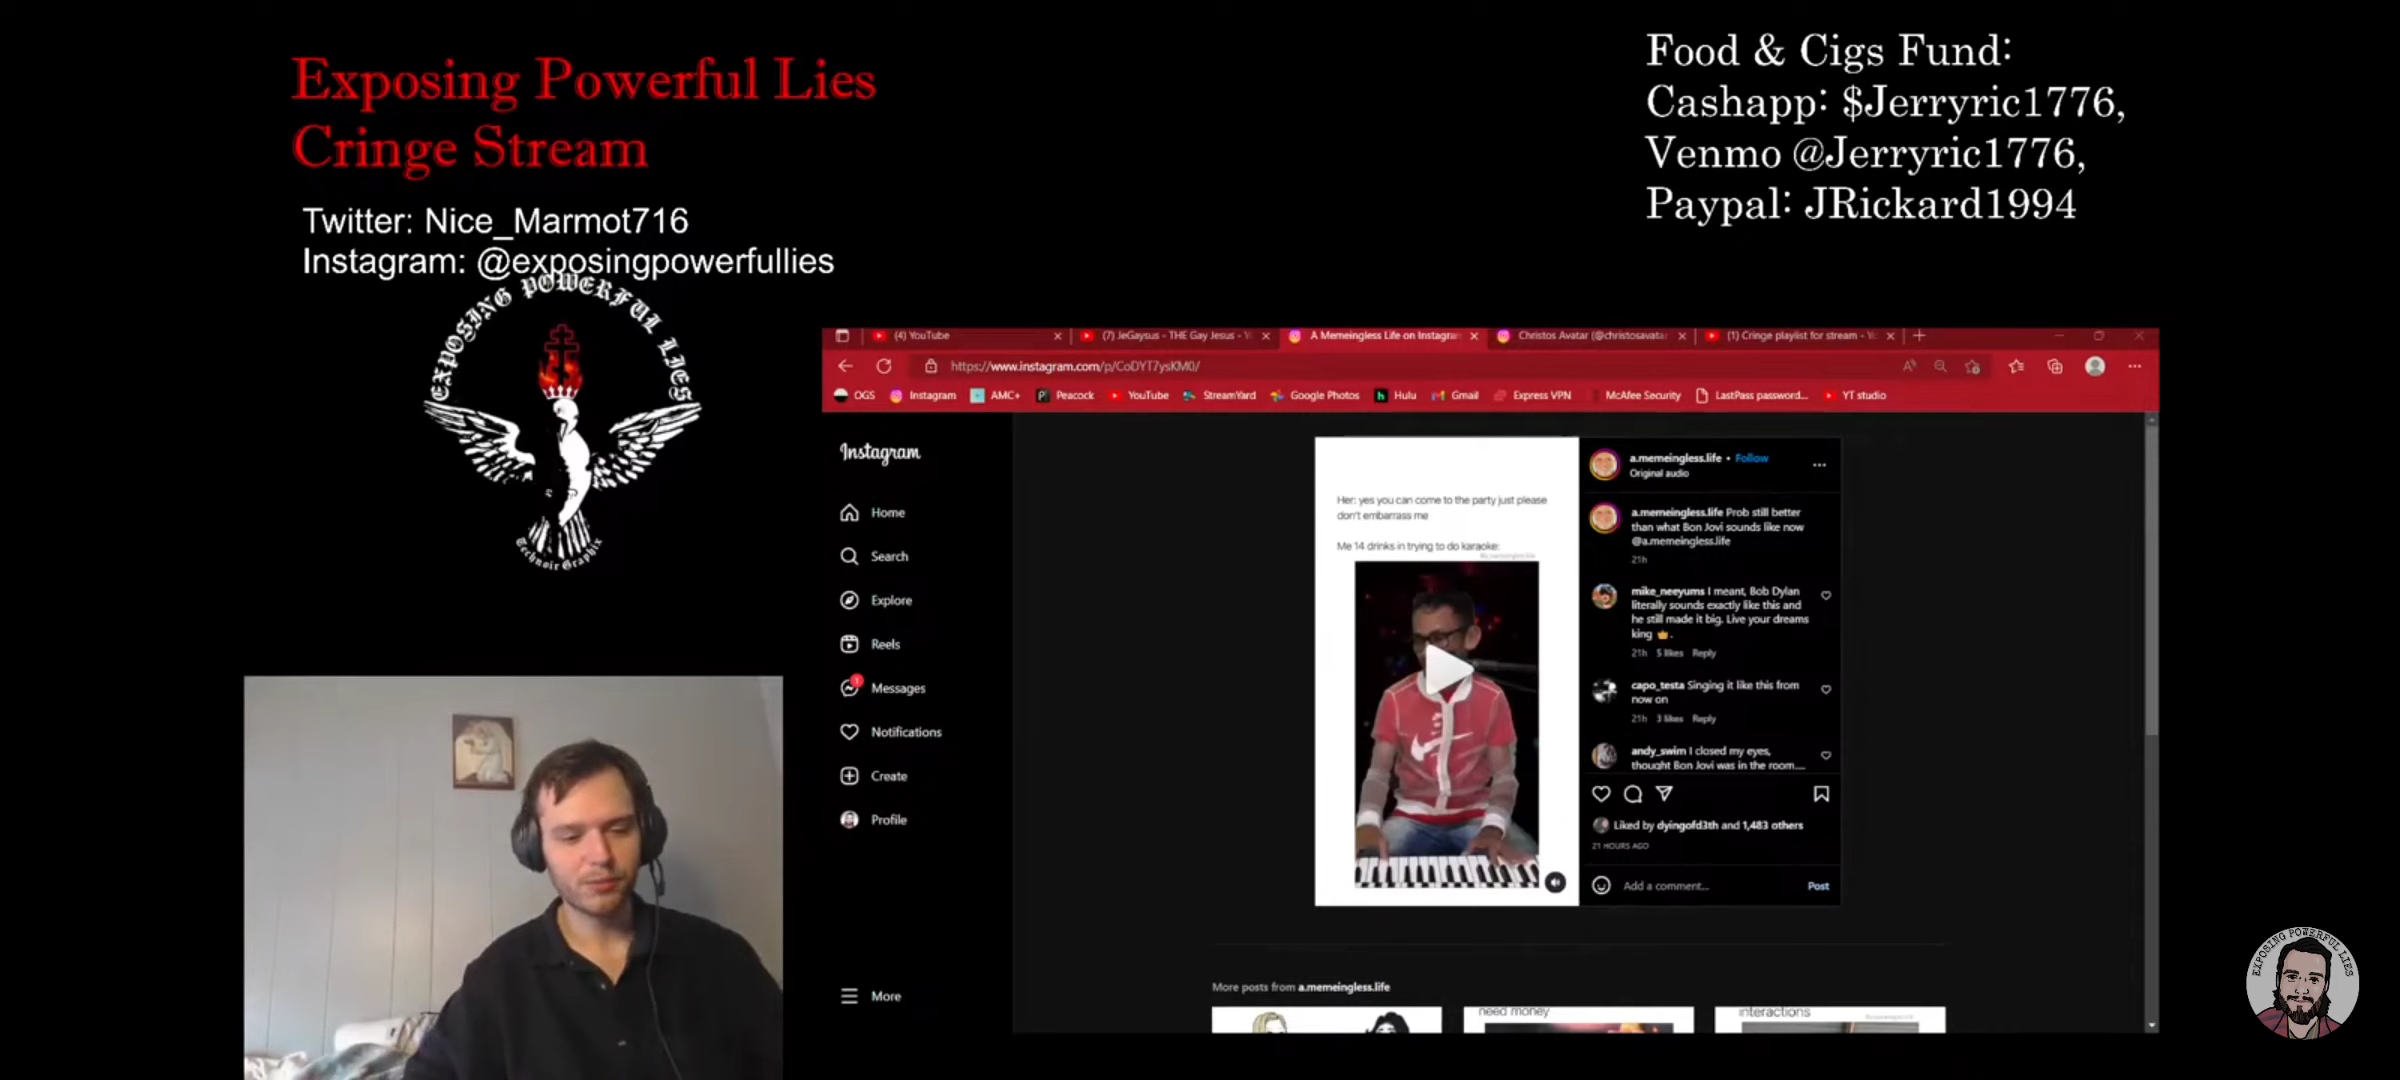 Exposing Powerful Lies
Cringe Stream
Twitter: Nice_Marmot716
Instagram: @exposingpowerfullies
EXPOSING POWERFUL LIES
Technoir Graphix
Food & Cigs Fund:
Cashapp: $Jerryric1776,
Venmo @Jerryric1776,
Paypal: JRickard1994
(4) YouTube
(7) JeGaysus - THE Gay Jesus - Y
A Memeingless Life on Instagram
Christos Avatar (@christosavatar
(1) Cringe playlist for stream - Yo
https://www.instagram.com/p/CoDYT7ysKM0/
OGS
Instagram
AMC+
Peacock
YouTube
StreamYard
Google Photos
Hulu
Gmail
Express VPN
McAfee Security
LastPass password...
YT studio
Instagram
Home
Search
Explore
Reels
1
Messages
Notifications
Create
Profile
More
Her: yes you can come to the party just please
don't embarrass me
Me 14 drinks in trying to do karaoke:
a.memeingless.life • Follow
Original audio
a.memeingless.life Prob still better
than what Bon Jovi sounds like now
@a.memeingless.life
21h
mike_neeyums I meant, Bob Dylan
literally sounds exactly like this and
he still made it big. Live your dreams
king 👑.
21h 5 likes Reply
capo_testa Singing it like this from
now on
21h 3 likes Reply
andy_swim I closed my eyes,
thought Bon Jovi was in the room....
Liked by dyingofd3th and 1,483 others
21 HOURS AGO
Add a comment...
Post
More posts from a.memeingless.life
need money
interactions
EXPOSING POWERFUL LIES